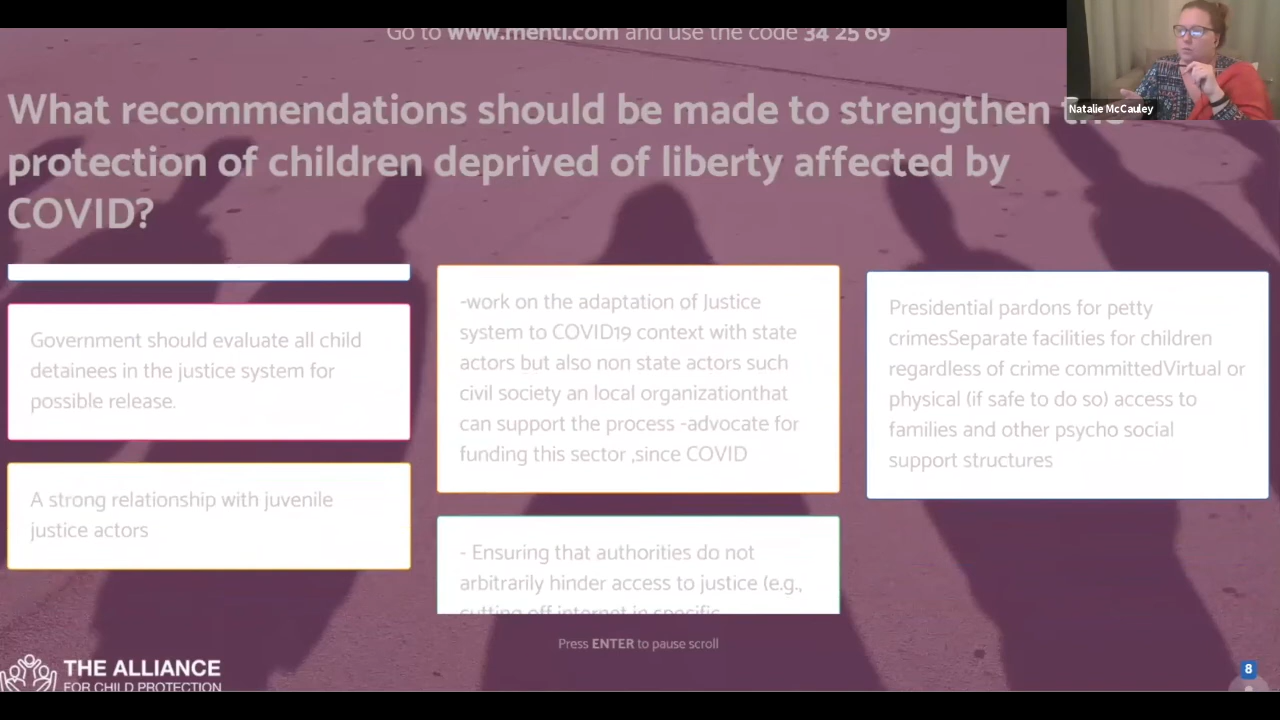 Go to www.menti.com and use the code 34 25 69
Natalie McCauley
What recommendations should be made to strengthen the
protection of children deprived of liberty affected by
COVID?
Government should evaluate all child
detainees in the justice system for
possible release.
A strong relationship with juvenile
justice actors
-work on the adaptation of Justice
system to COVID19 context with state
actors but also non state actors such
civil society an local organizationthat
can support the process -advocate for
funding this sector ,since COVID
- Ensuring that authorities do not
arbitrarily hinder access to justice (e.g.,
cutting off internet in specific
Presidential pardons for petty
crimesSeparate facilities for children
regardless of crime committedVirtual or
physical (if safe to do so) access to
families and other psycho social
support structures
Press ENTER to pause scroll
THE ALLIANCE
FOR CHILD PROTECTION
8